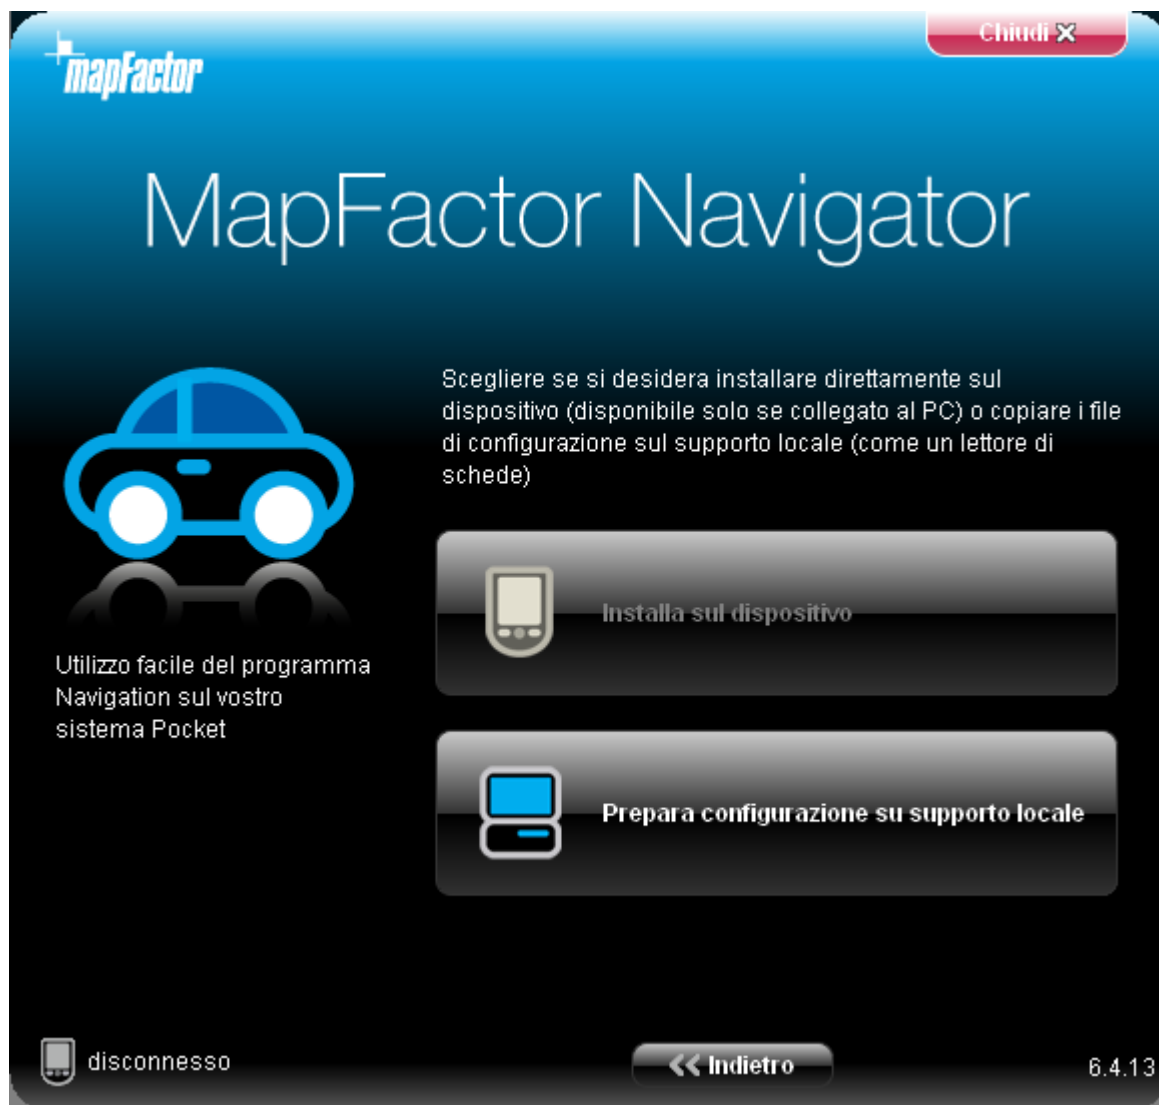 Chiudi
mapFactor
MapFactor Navigator
Scegliere se si desidera installare direttamente sul
dispositivo (disponibile solo se collegato al PC) o copiare i file
di configurazione sul supporto locale (come un lettore di
schede)
Installa sul dispositivo
Utilizzo facile del programma
Navigation sul vostro
sistema Pocket
Prepara configurazione su supporto locale
disconnesso
Indietro
6.4.13